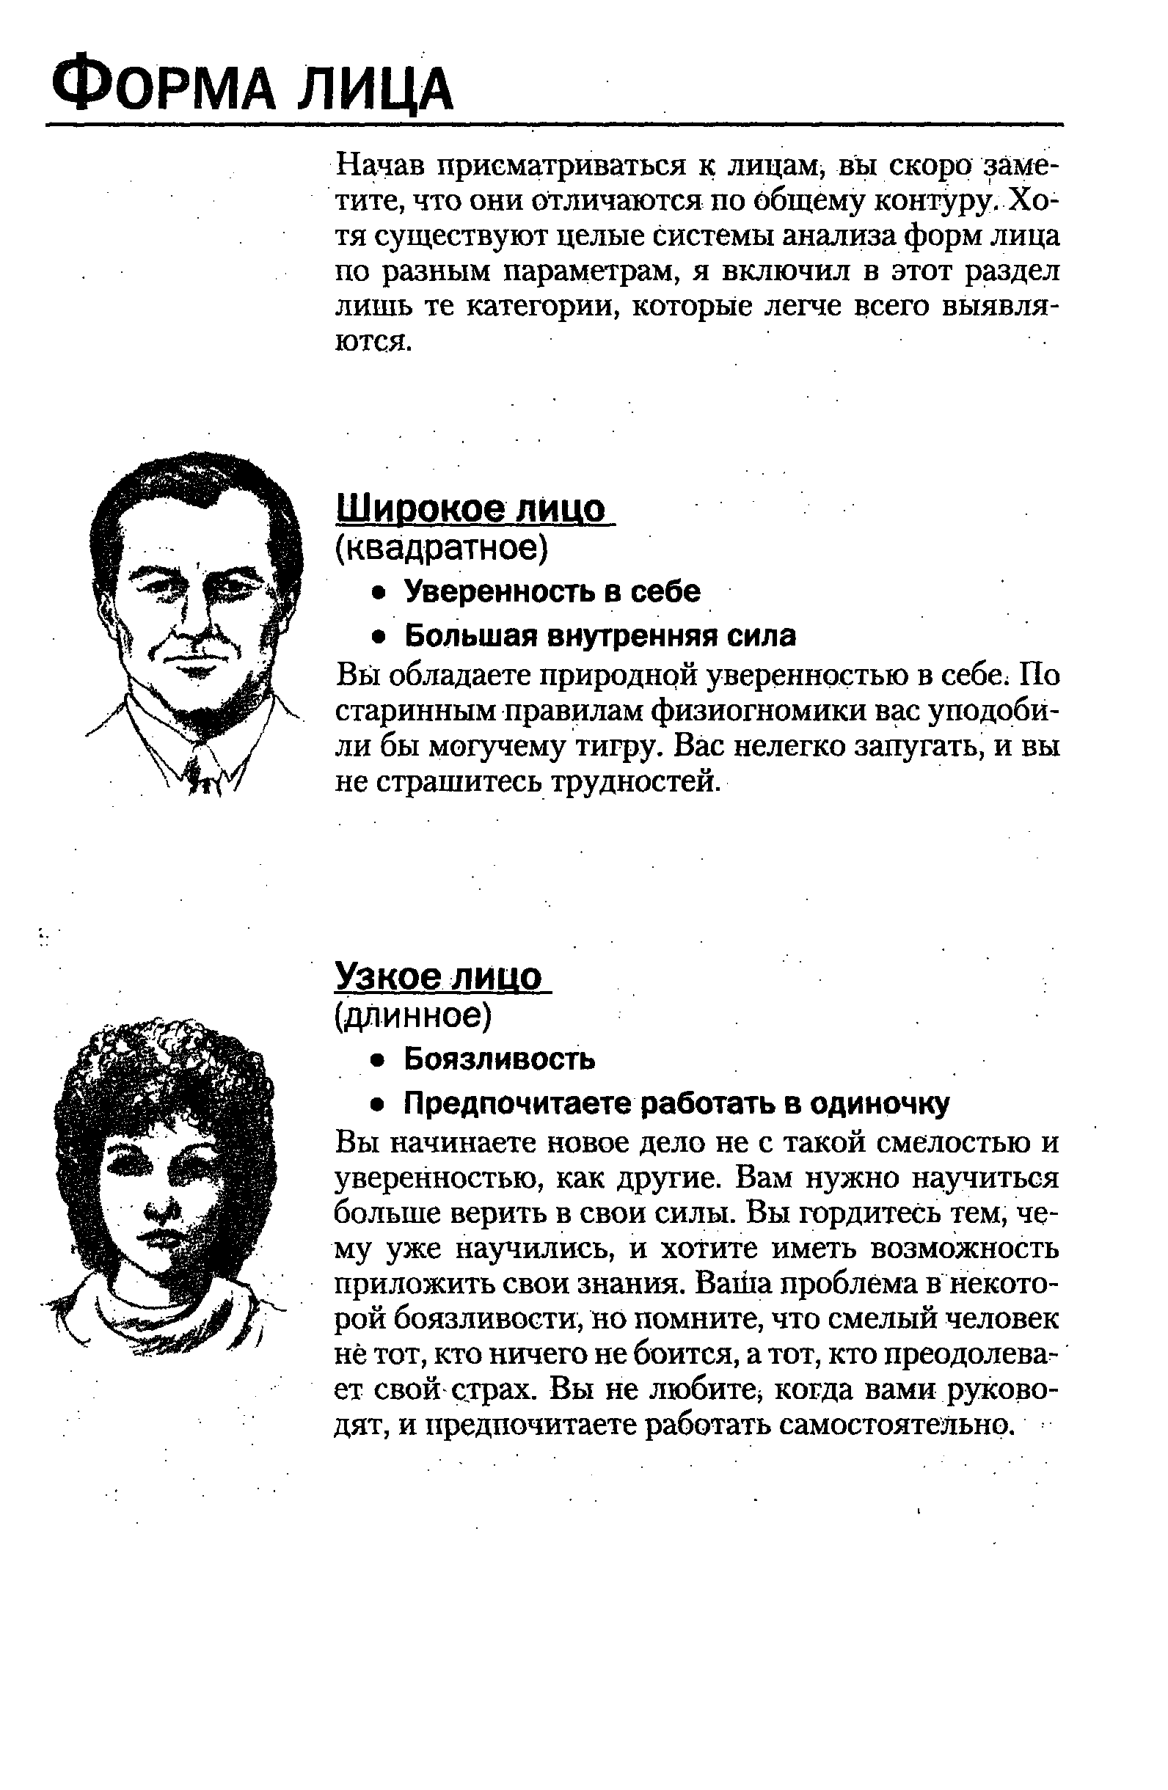 ФОРМА ЛИЦА
Начав присматриваться к лицам, вы скоро заме-
тите, что они отличаются по общему контуру. Хо-
тя существуют целые системы анализа форм лица
по разным параметрам, я включил в этот раздел
лишь те категории, которые легче всего выявля-
ются.
Широкое лицо
(квадратное)
• Уверенность в себе
• Большая внутренняя сила
Вы обладаете природной уверенностью в себе. По
старинным правилам физиогномики вас уподоби-
ли бы могучему тигру. Вас нелегко запугать, и вы
не страшитесь трудностей.
Узкое лицо
(длинное)
• Боязливость
• Предпочитаете работать в одиночку
Вы начинаете новое дело не с такой смелостью и
уверенностью, как другие. Вам нужно научиться
больше верить в свои силы. Вы гордитесь тем, че-
му уже научились, и хотите иметь возможность
приложить свои знания. Ваша проблема в некото-
рой боязливости, но помните, что смелый человек
не тот, кто ничего не боится, а тот, кто преодолева-
ет свой страх. Вы не любите, когда вами руково-
дят, и предпочитаете работать самостоятельно.